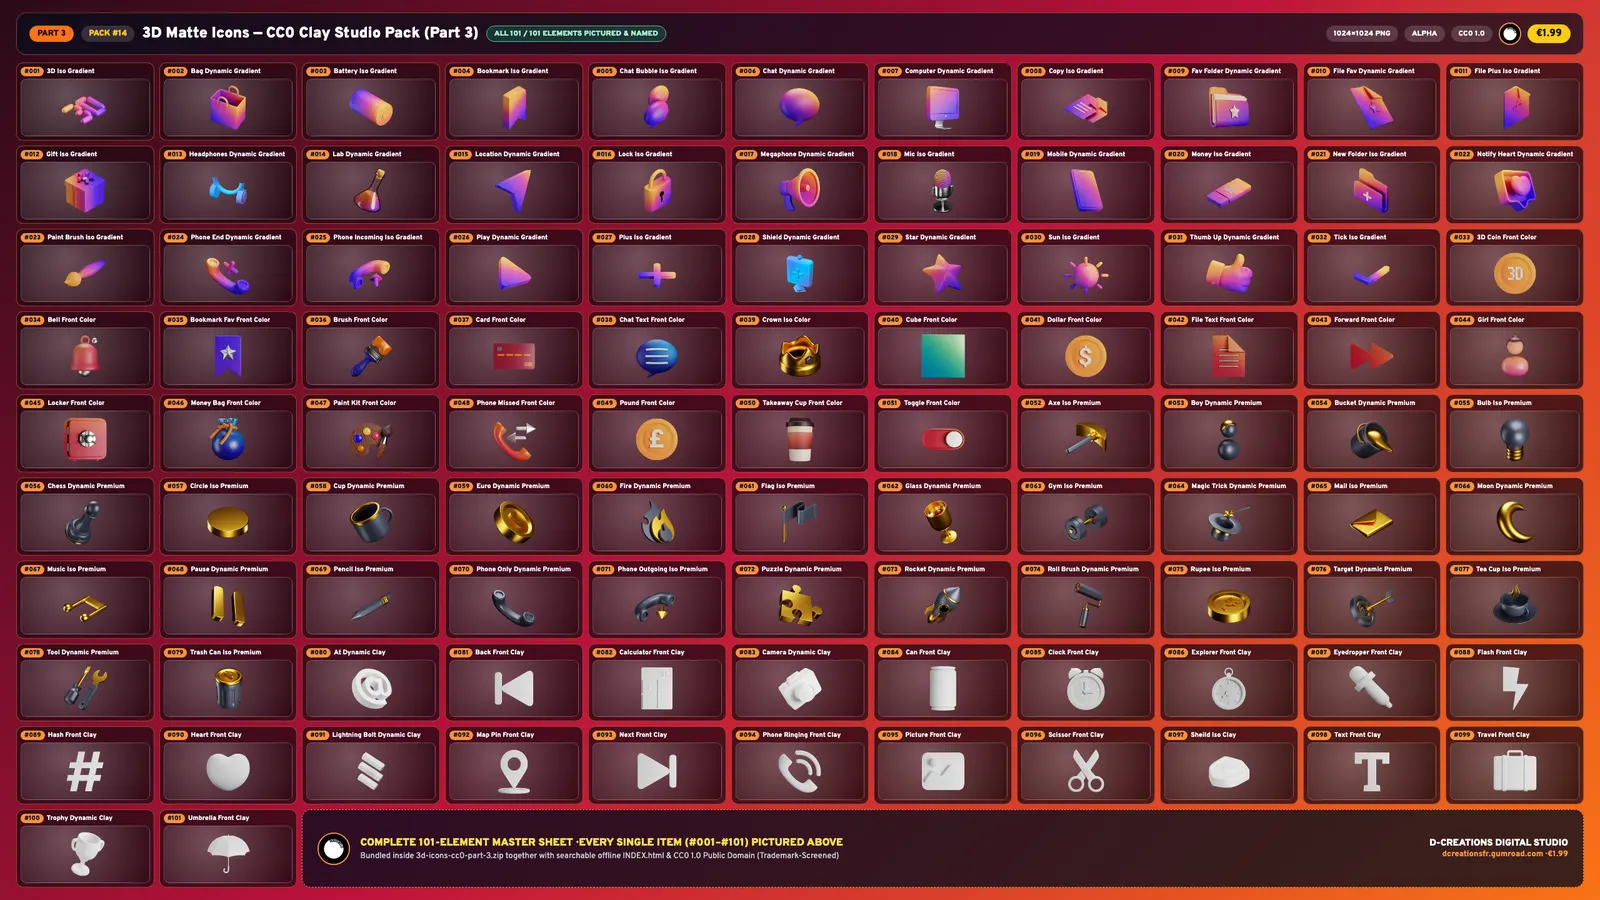 PART 3 PACK #14 3D Matte Icons – CC0 Clay Studio Pack (Part 3) ALL 101 / 101 ELEMENTS PICTURED & NAMED 1024×1024 PNG ALPHA CC0 1.0 €1.99
#001 3D Iso Gradient #002 Bag Dynamic Gradient #003 Battery Iso Gradient #004 Bookmark Iso Gradient #005 Chat Bubble Iso Gradient #006 Chat Dynamic Gradient #007 Computer Dynamic Gradient #008 Copy Iso Gradient #009 Fav Folder Dynamic Gradient #010 File Fav Dynamic Gradient #011 File Plus Iso Gradient
#012 Gift Iso Gradient #013 Headphones Dynamic Gradient #014 Lab Dynamic Gradient #015 Location Dynamic Gradient #016 Lock Iso Gradient #017 Megaphone Dynamic Gradient #018 Mic Iso Gradient #019 Mobile Dynamic Gradient #020 Money Iso Gradient #021 New Folder Iso Gradient #022 Notify Heart Dynamic Gradient
#023 Paint Brush Iso Gradient #024 Phone End Dynamic Gradient #025 Phone Incoming Iso Gradient #026 Play Dynamic Gradient #027 Plus Iso Gradient #028 Shield Dynamic Gradient #029 Star Dynamic Gradient #030 Sun Iso Gradient #031 Thumb Up Dynamic Gradient #032 Tick Iso Gradient #033 3D Coin Front Color
3D
#034 Bell Front Color #035 Bookmark Fav Front Color #036 Brush Front Color #037 Card Front Color #038 Chat Text Front Color #039 Crown Iso Color #040 Cube Front Color #041 Dollar Front Color #042 File Text Front Color #043 Forward Front Color #044 Girl Front Color
$
#045 Locker Front Color #046 Money Bag Front Color #047 Paint Kit Front Color #048 Phone Missed Front Color #049 Pound Front Color #050 Takeaway Cup Front Color #051 Toggle Front Color #052 Axe Iso Premium #053 Boy Dynamic Premium #054 Bucket Dynamic Premium #055 Bulb Iso Premium
£
#056 Chess Dynamic Premium #057 Circle Iso Premium #058 Cup Dynamic Premium #059 Euro Dynamic Premium #060 Fire Dynamic Premium #061 Flag Iso Premium #062 Glass Dynamic Premium #063 Gym Iso Premium #064 Magic Trick Dynamic Premium #065 Mail Iso Premium #066 Moon Dynamic Premium
#067 Music Iso Premium #068 Pause Dynamic Premium #069 Pencil Iso Premium #070 Phone Only Dynamic Premium #071 Phone Outgoing Iso Premium #072 Puzzle Dynamic Premium #073 Rocket Dynamic Premium #074 Roll Brush Dynamic Premium #075 Rupee Iso Premium #076 Target Dynamic Premium #077 Tea Cup Iso Premium
#078 Tool Dynamic Premium #079 Trash Can Iso Premium #080 At Dynamic Clay #081 Back Front Clay #082 Calculator Front Clay #083 Camera Dynamic Clay #084 Can Front Clay #085 Clock Front Clay #086 Explorer Front Clay #087 Eyedropper Front Clay #088 Flash Front Clay
@
#089 Hash Front Clay #090 Heart Front Clay #091 Lightning Bolt Dynamic Clay #092 Map Pin Front Clay #093 Next Front Clay #094 Phone Ringing Front Clay #095 Picture Front Clay #096 Scissor Front Clay #097 Sheild Iso Clay #098 Text Front Clay #099 Travel Front Clay
# T
#100 Trophy Dynamic Clay #101 Umbrella Front Clay
COMPLETE 101-ELEMENT MASTER SHEET · EVERY SINGLE ITEM (#001–#101) PICTURED ABOVE
Bundled inside 3d-icons-cc0-part-3.zip together with searchable offline INDEX.html & CC0 1.0 Public Domain (Trademark-Screened)
D-CREATIONS DIGITAL STUDIO
dcreationsfr.gumroad.com · €1.99